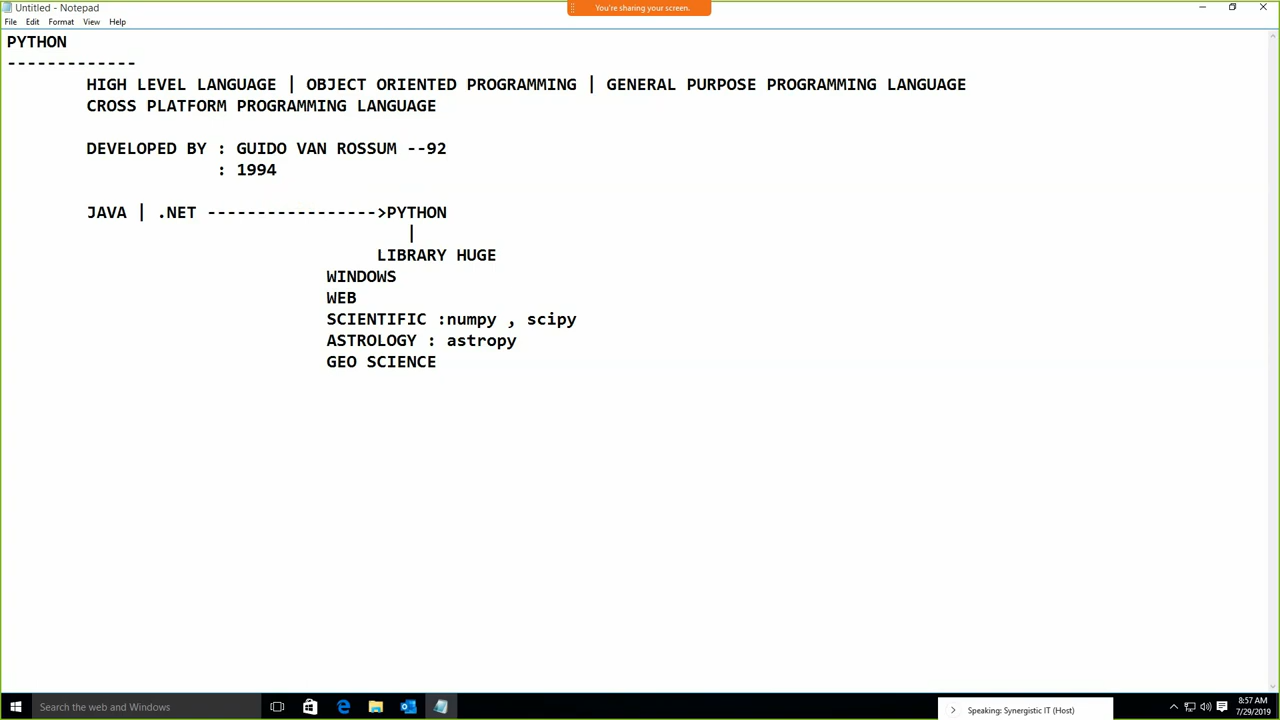 Untitled - Notepad
You're sharing your screen.
File Edit Format View Help
PYTHON
-------------
HIGH LEVEL LANGUAGE | OBJECT ORIENTED PROGRAMMING | GENERAL PURPOSE PROGRAMMING LANGUAGE
CROSS PLATFORM PROGRAMMING LANGUAGE
DEVELOPED BY : GUIDO VAN ROSSUM --92
: 1994
JAVA | .NET ----------------->PYTHON
|
LIBRARY HUGE
WINDOWS
WEB
SCIENTIFIC :numpy , scipy
ASTROLOGY : astropy
GEO SCIENCE
Search the web and Windows
Speaking: Synergistic IT (Host)
8:57 AM
7/29/2019